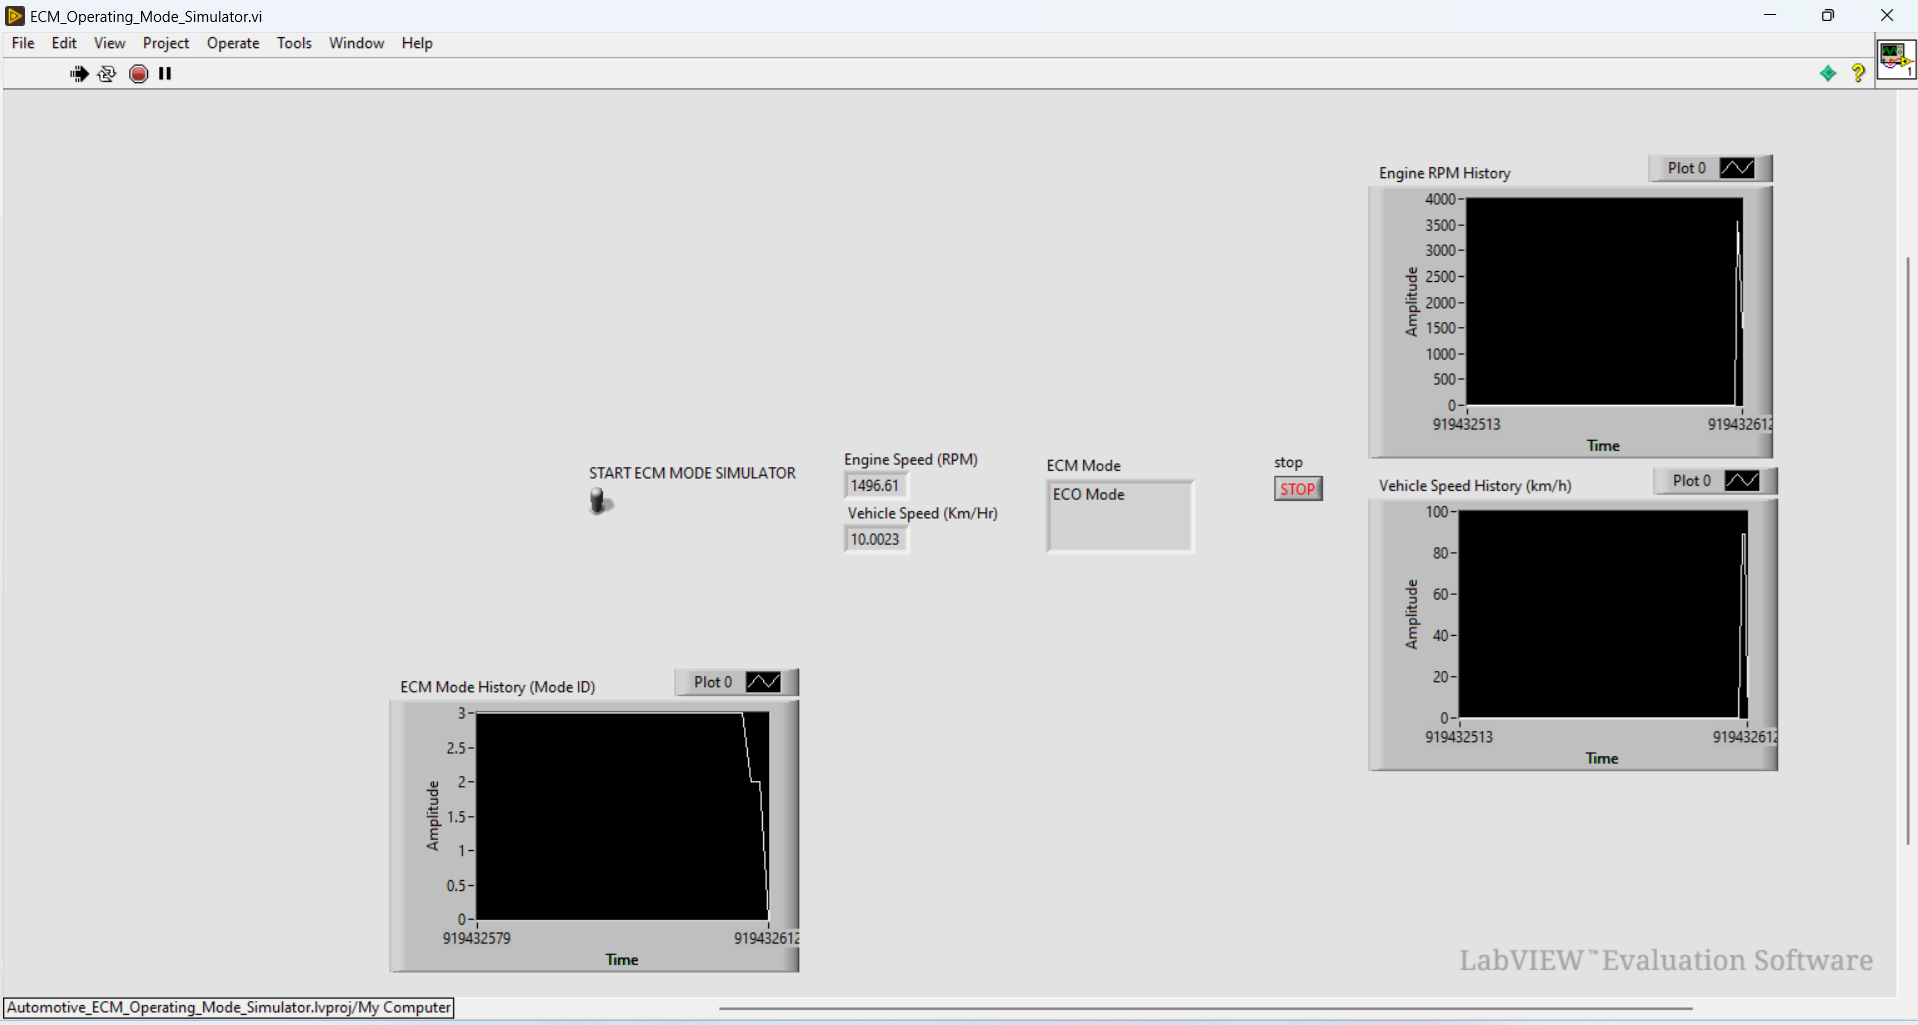 ECM_Operating_Mode_Simulator.vi
File Edit View Project Operate Tools Window Help
1
Engine RPM History
Plot 0
4000
3500
3000
2500
2000
1500
1000
500
0
Amplitude
919432513 919432612
Time
START ECM MODE SIMULATOR
Engine Speed (RPM)
1496.61
Vehicle Speed (Km/Hr)
10.0023
ECM Mode
ECO Mode
stop
STOP
Vehicle Speed History (km/h)
Plot 0
100
80
60
40
20
0
Amplitude
919432513 919432612
Time
ECM Mode History (Mode ID)
Plot 0
3
2.5
2
1.5
1
0.5
0
Amplitude
919432579 919432612
Time
LabVIEW™ Evaluation Software
Automotive_ECM_Operating_Mode_Simulator.lvproj/My Computer